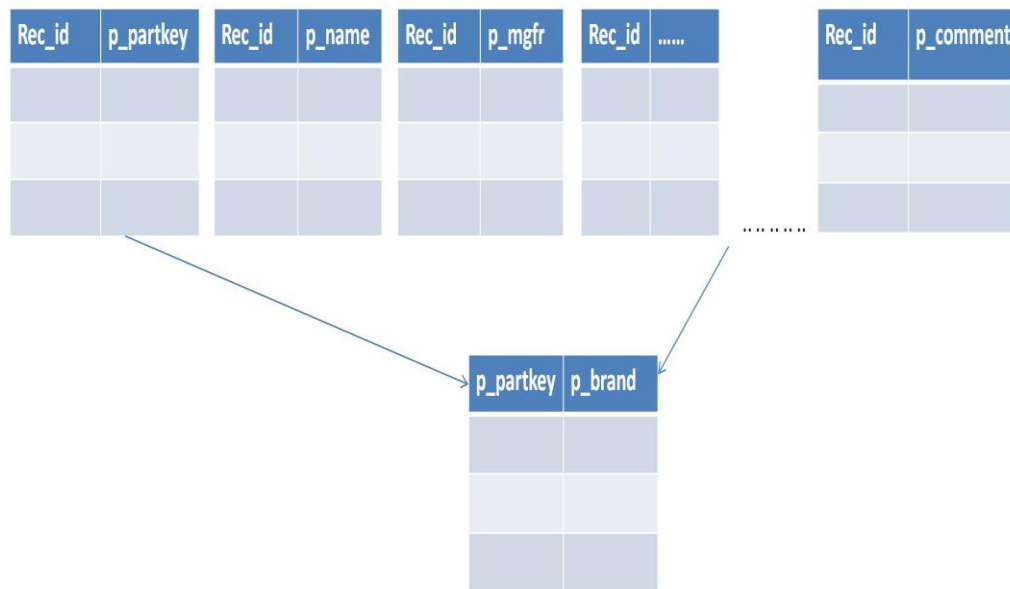 Rec_id p_partkey Rec_id p_name Rec_id p_mgfr Rec_id ...... Rec_id p_comment
.. .. .. .. ..
p_partkey p_brand